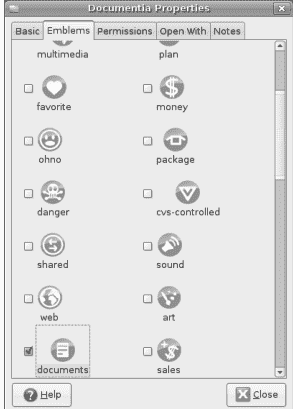 Documentia Properties
Basic Emblems Permissions Open With Notes
multimedia plan
favorite money
ohno package
danger cvs-controlled
shared sound
web art
documents sales
Help Close